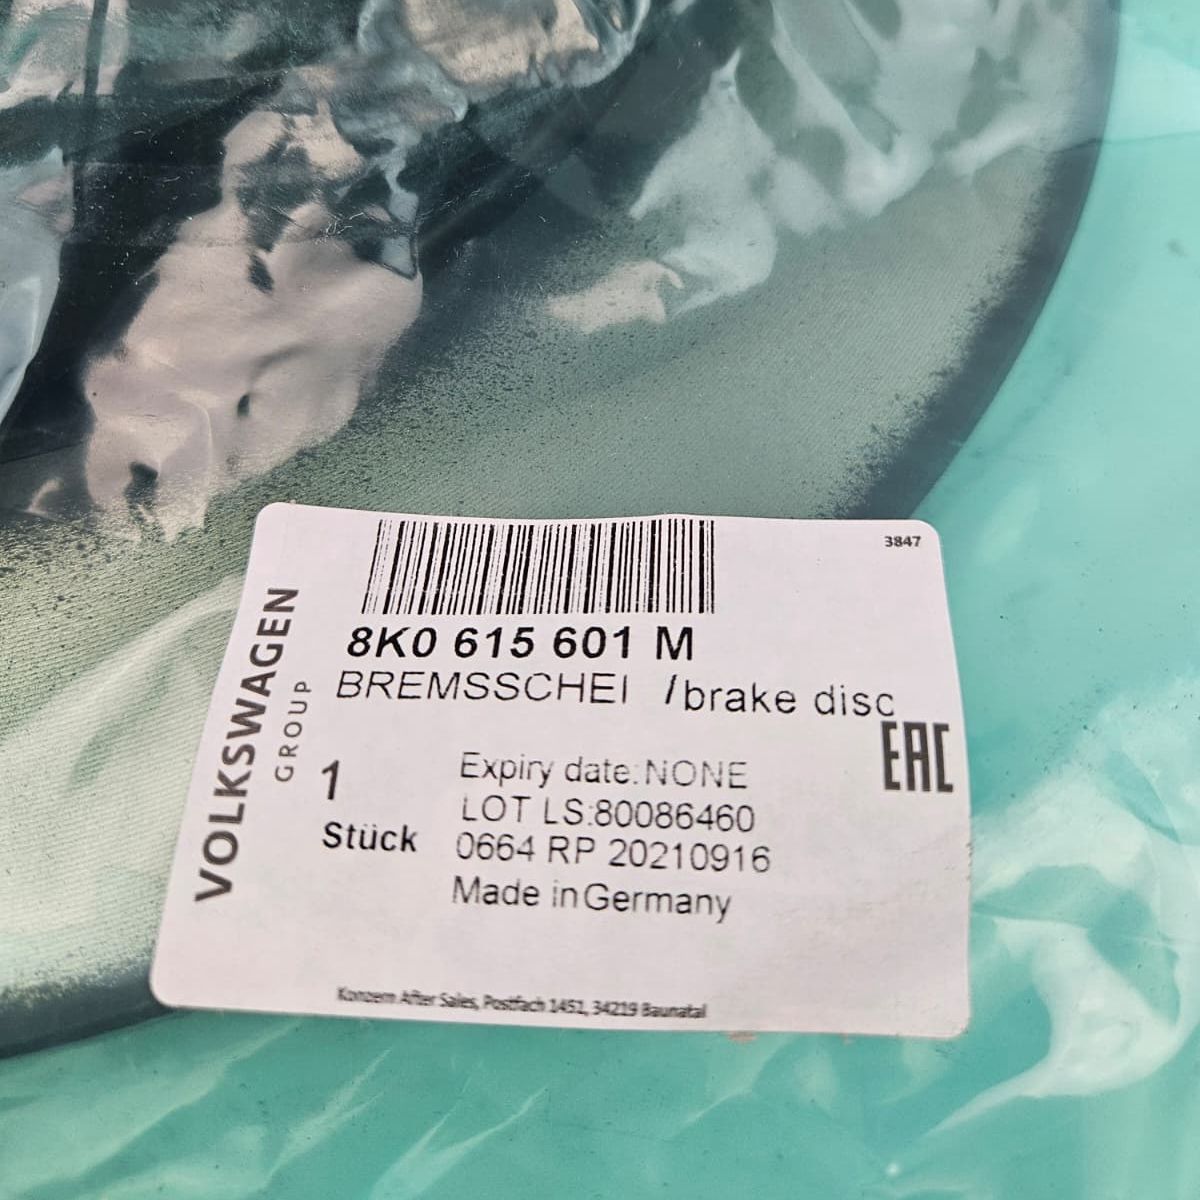 3847
8K0 615 601 M
BREMSSCHEI /brake disc
EAC
VOLKSWAGEN
GROUP
1
Stück
Expiry date:NONE
LOT LS:80086460
0664 RP 20210916
Made in Germany
Konzern After Sales, Postfach 1451, 34219 Baunatal